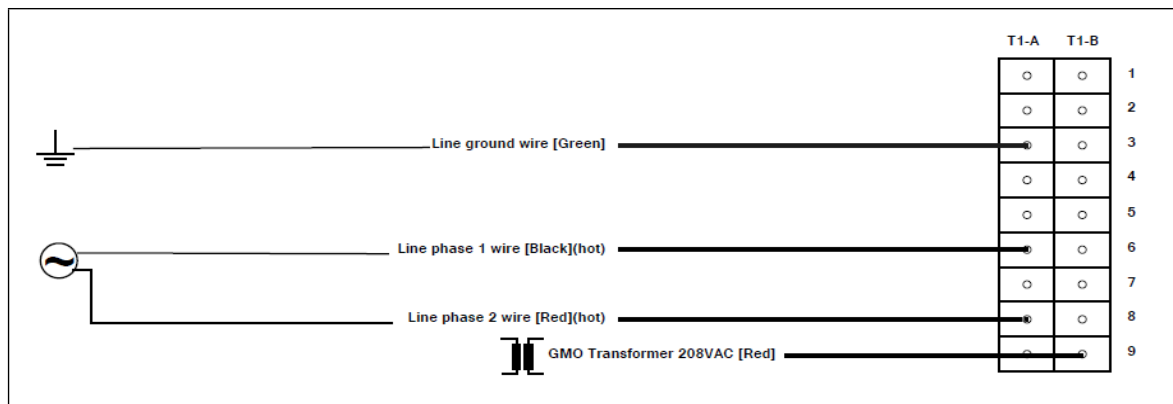 T1-A T1-B
1
2
Line ground wire [Green] 3
4
5
Line phase 1 wire [Black](hot) 6
7
Line phase 2 wire [Red](hot) 8
GMO Transformer 208VAC [Red] 9